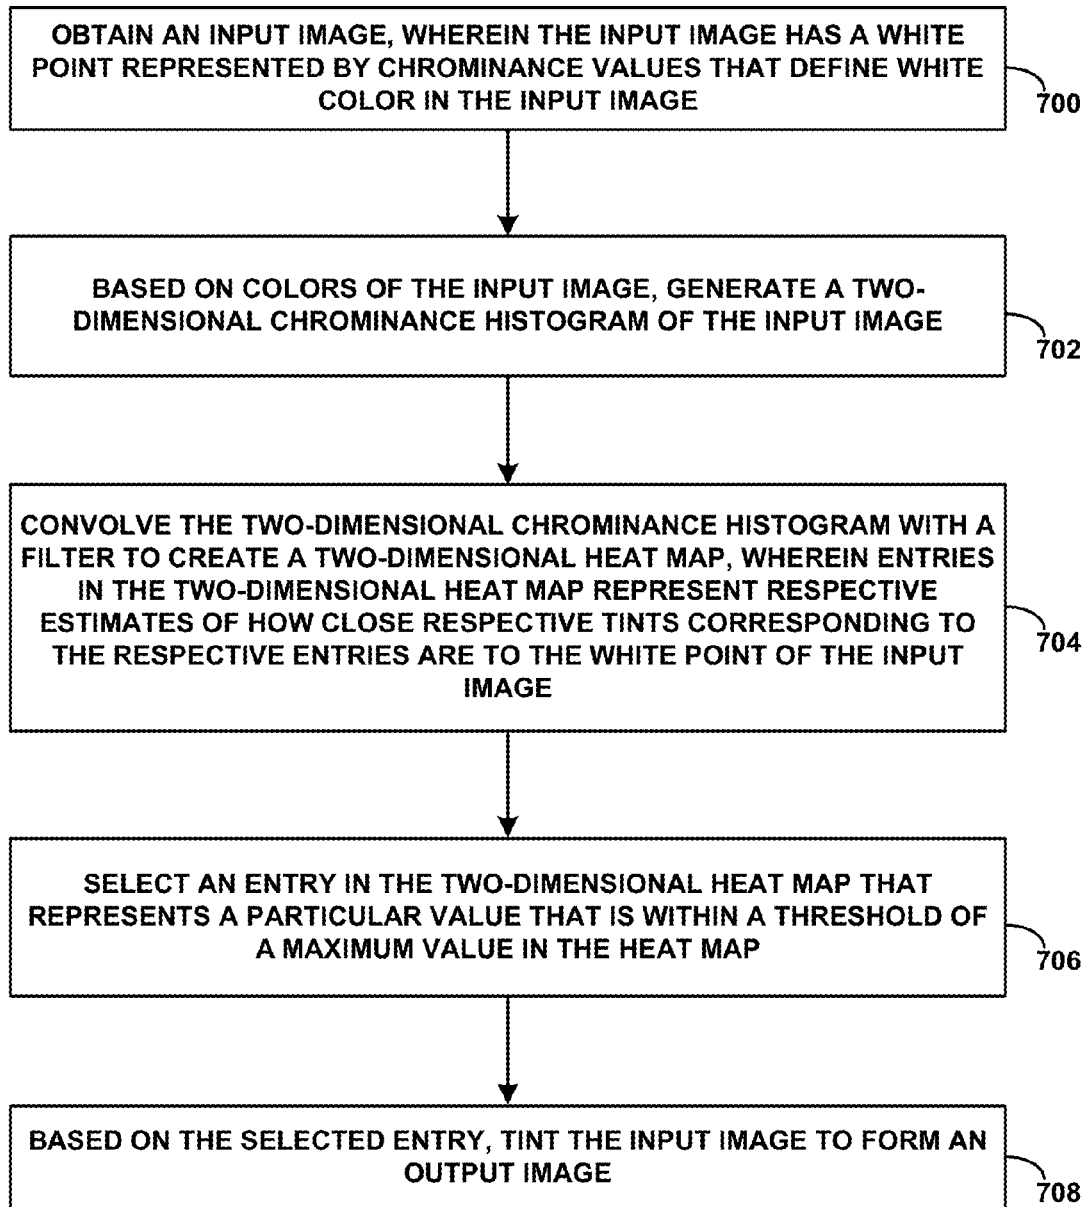 OBTAIN AN INPUT IMAGE, WHEREIN THE INPUT IMAGE HAS A WHITE
POINT REPRESENTED BY CHROMINANCE VALUES THAT DEFINE WHITE
COLOR IN THE INPUT IMAGE
700
BASED ON COLORS OF THE INPUT IMAGE, GENERATE A TWO-
DIMENSIONAL CHROMINANCE HISTOGRAM OF THE INPUT IMAGE
702
CONVOLVE THE TWO-DIMENSIONAL CHROMINANCE HISTOGRAM WITH A
FILTER TO CREATE A TWO-DIMENSIONAL HEAT MAP, WHEREIN ENTRIES
IN THE TWO-DIMENSIONAL HEAT MAP REPRESENT RESPECTIVE
ESTIMATES OF HOW CLOSE RESPECTIVE TINTS CORRESPONDING TO
THE RESPECTIVE ENTRIES ARE TO THE WHITE POINT OF THE INPUT
IMAGE
704
SELECT AN ENTRY IN THE TWO-DIMENSIONAL HEAT MAP THAT
REPRESENTS A PARTICULAR VALUE THAT IS WITHIN A THRESHOLD OF
A MAXIMUM VALUE IN THE HEAT MAP
706
BASED ON THE SELECTED ENTRY, TINT THE INPUT IMAGE TO FORM AN
OUTPUT IMAGE
708